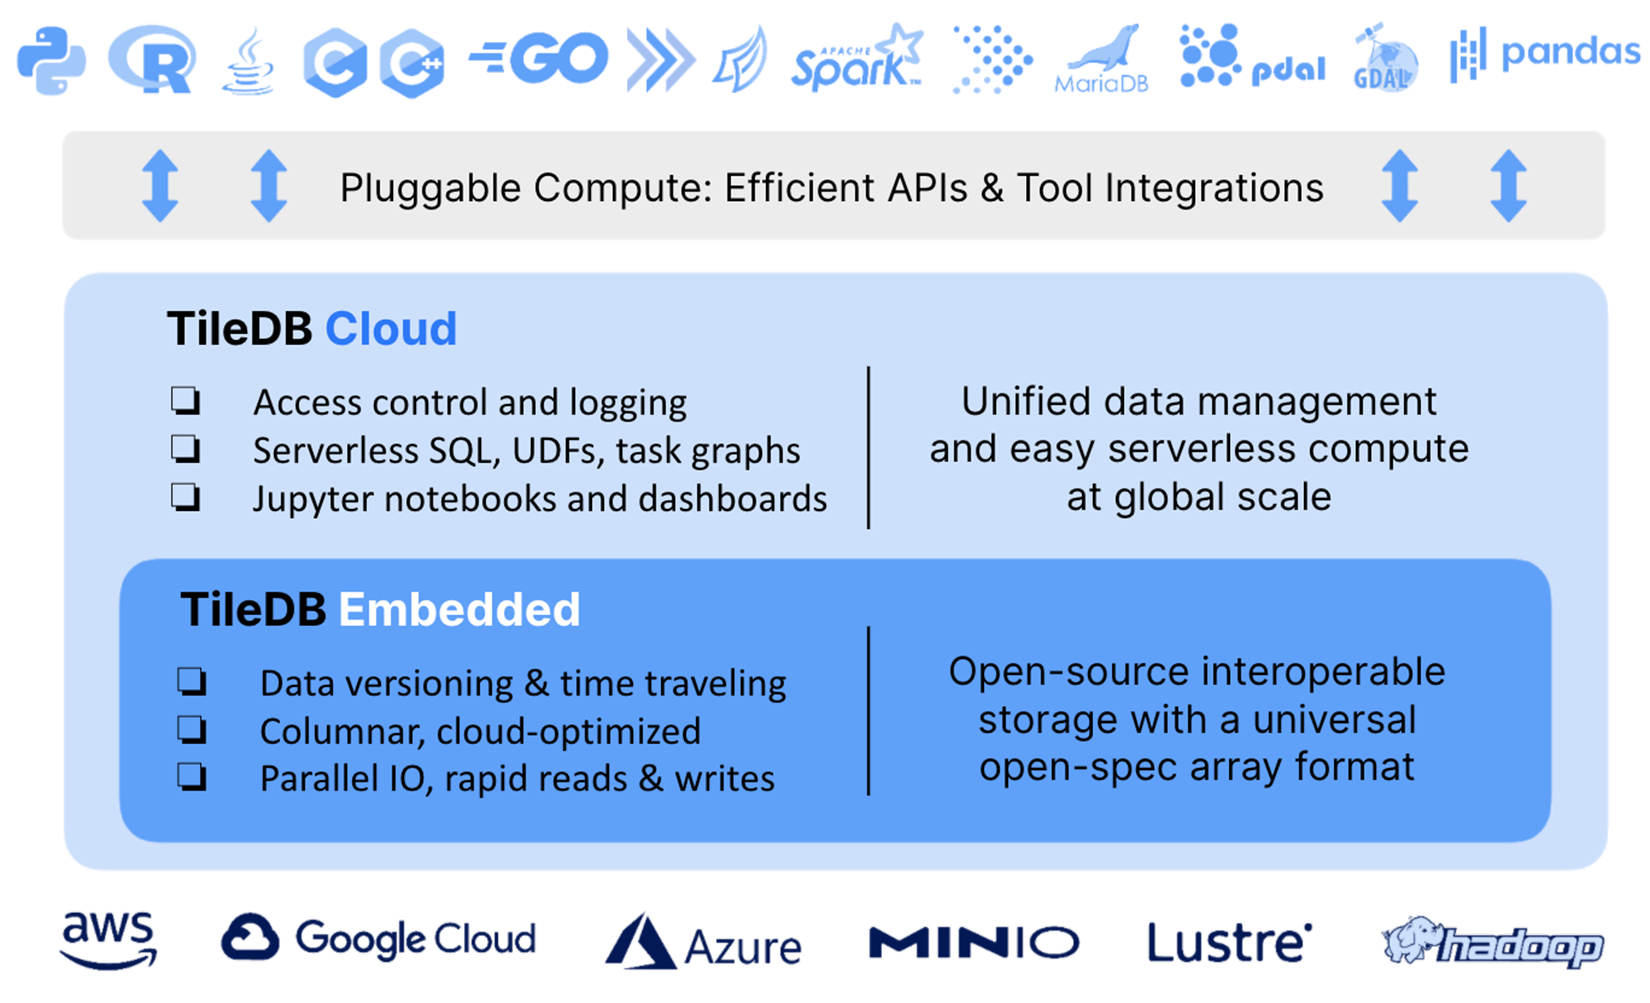 R
C
C++
GO
APACHE
Spark™
MariaDB
pdal
GDAL
pandas
Pluggable Compute: Efficient APIs & Tool Integrations
TileDB Cloud
Access control and logging
Serverless SQL, UDFs, task graphs
Jupyter notebooks and dashboards
Unified data management
and easy serverless compute
at global scale
TileDB Embedded
Data versioning & time traveling
Columnar, cloud-optimized
Parallel IO, rapid reads & writes
Open-source interoperable
storage with a universal
open-spec array format
aws
Google Cloud
Azure
MINIO
Lustre
hadoop